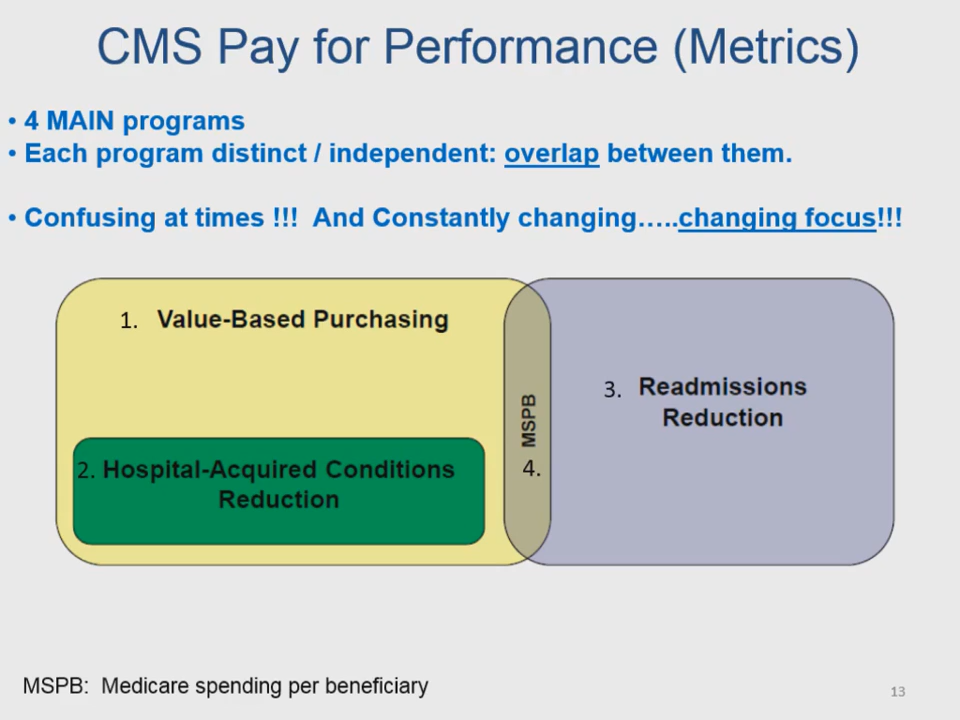 CMS Pay for Performance (Metrics)
• 4 MAIN programs
• Each program distinct / independent: overlap between them.
• Confusing at times !!!  And Constantly changing…..changing focus!!!
1. Value-Based Purchasing
2. Hospital-Acquired Conditions
Reduction
MSPB
4.
3. Readmissions
Reduction
MSPB:  Medicare spending per beneficiary
13